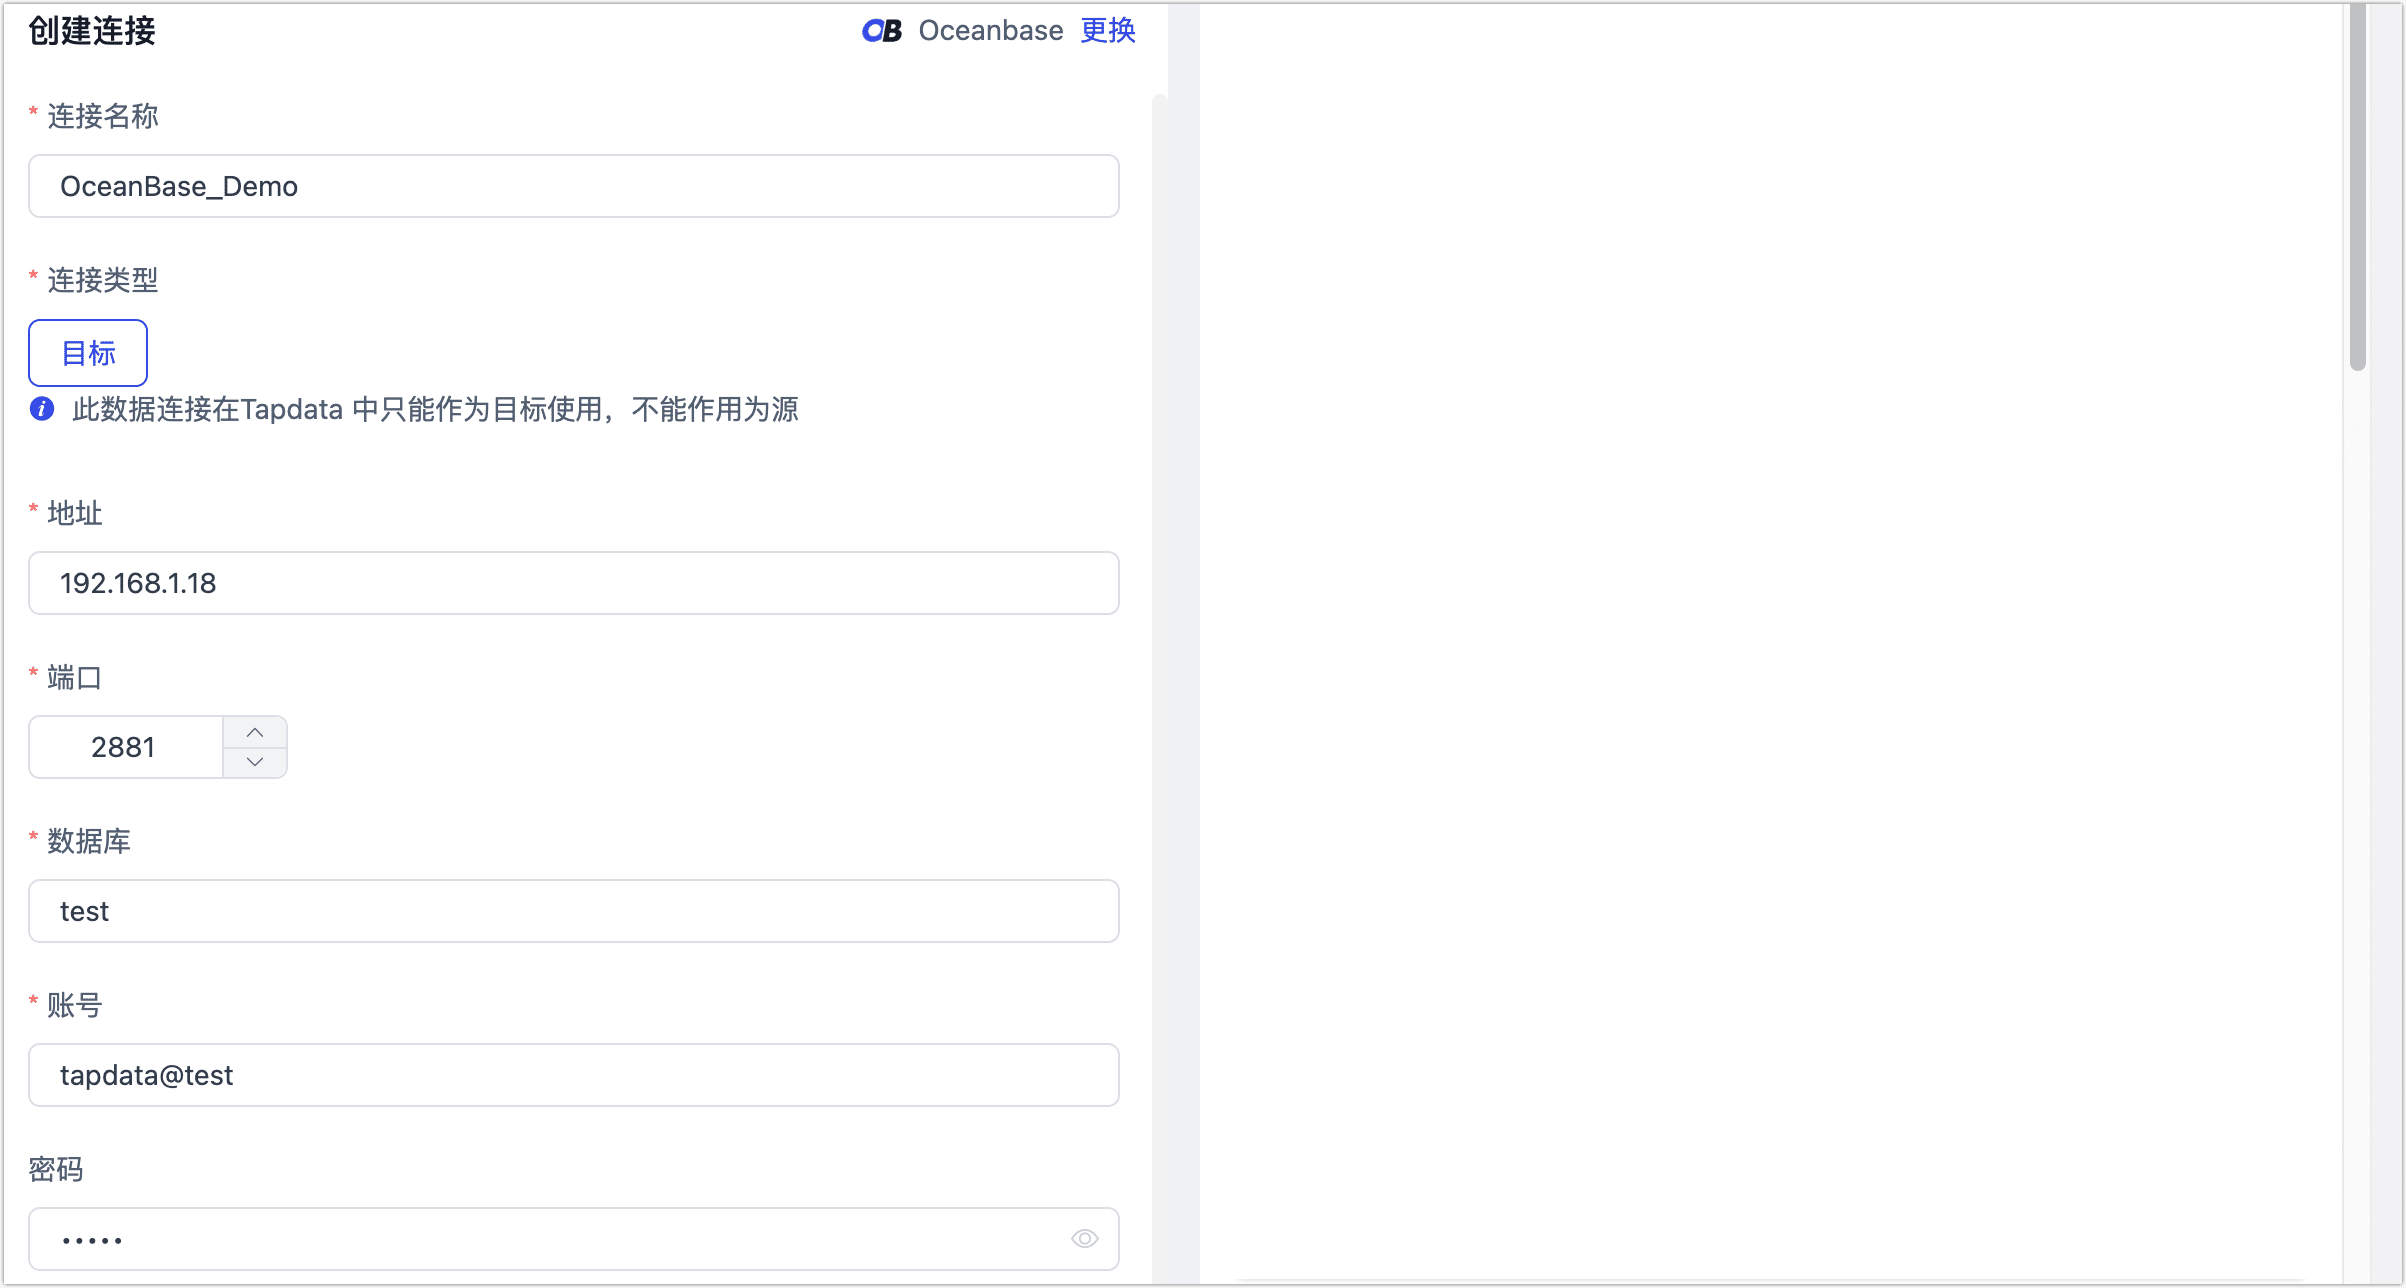 创建连接
OB Oceanbase 更换
* 连接名称
OceanBase_Demo
* 连接类型
目标
i 此数据连接在Tapdata 中只能作为目标使用，不能作用为源
* 地址
192.168.1.18
* 端口
2881
* 数据库
test
* 账号
tapdata@test
密码
•••••